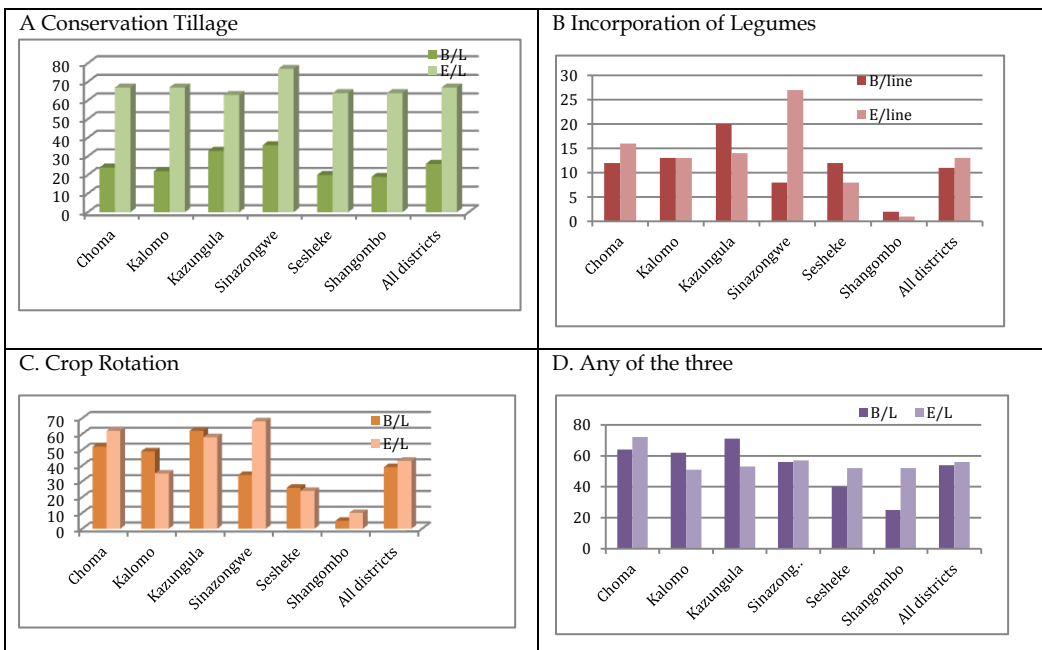 A Conservation Tillage
B/L
E/L
80
70
60
50
40
30
20
10
0
Choma
Kalomo
Kazungula
Sinazongwe
Sesheke
Shangombo
All districts
B Incorporation of Legumes
B/line
E/line
30
25
20
15
10
5
0
Choma
Kalomo
Kazungula
Sinazongwe
Sesheke
Shangombo
All districts
C. Crop Rotation
B/L
E/L
70
60
50
40
30
20
10
0
Choma
Kalomo
Kazungula
Sinazongwe
Sesheke
Shangombo
All districts
D. Any of the three
B/L E/L
80
60
40
20
0
Choma
Kalomo
Kazungula
Sinazong..
Sesheke
Shangombo
All districts